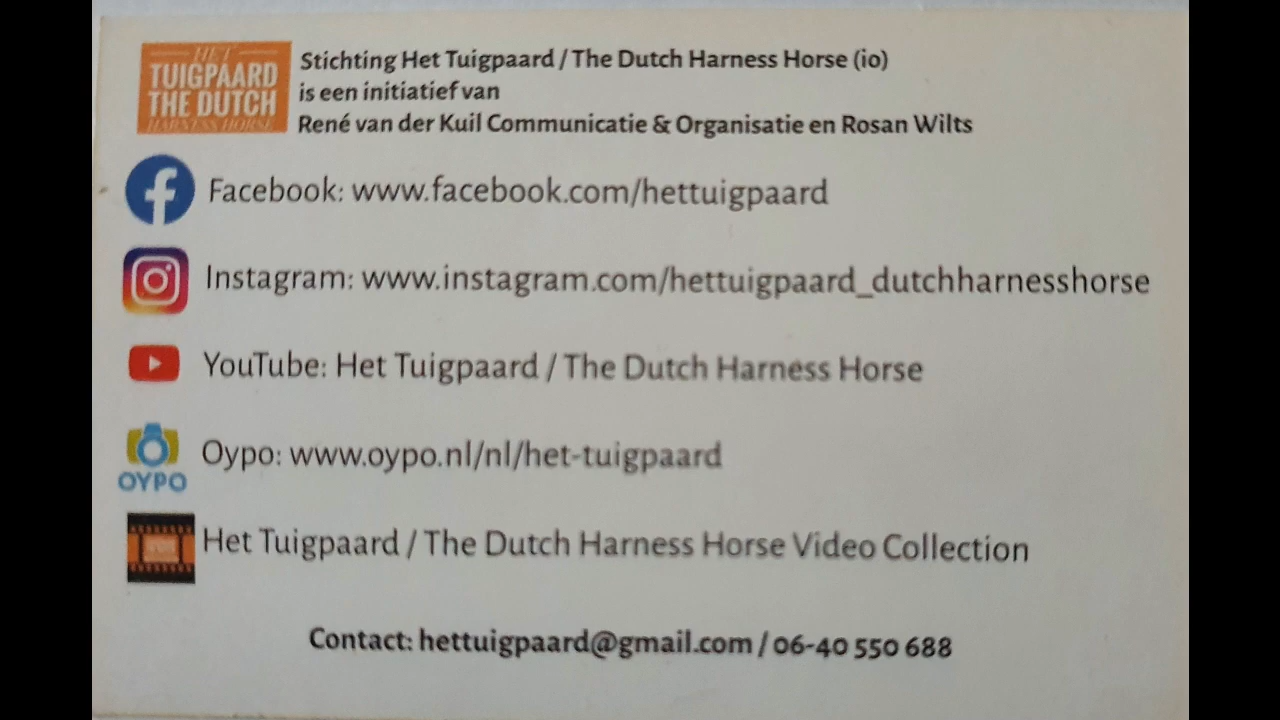 HET
TUIGPAARD
THE DUTCH
HARNESS HORSE
Stichting Het Tuigpaard / The Dutch Harness Horse (io)
is een initiatief van
René van der Kuil Communicatie & Organisatie en Rosan Wilts
Facebook: www.facebook.com/hettuigpaard
Instagram: www.instagram.com/hettuigpaard_dutchharnesshorse
YouTube: Het Tuigpaard / The Dutch Harness Horse
Oypo: www.oypo.nl/nl/het-tuigpaard
OYPO
Het Tuigpaard / The Dutch Harness Horse Video Collection
Contact: hettuigpaard@gmail.com / 06-40 550 688